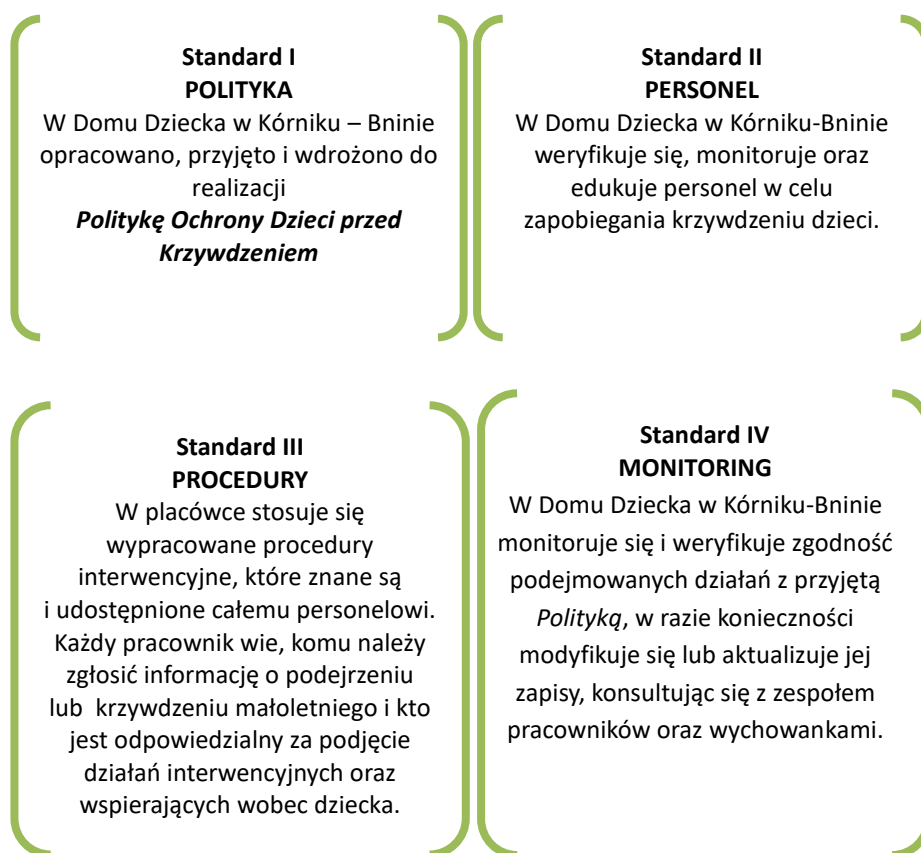 Standard I
POLITYKA
W Domu Dziecka w Kórniku – Bninie
opracowano, przyjęto i wdrożono do
realizacji
Politykę Ochrony Dzieci przed
Krzywdzeniem
Standard II
PERSONEL
W Domu Dziecka w Kórniku-Bninie
weryfikuje się, monitoruje oraz
edukuje personel w celu
zapobiegania krzywdzeniu dzieci.
Standard III
PROCEDURY
W placówce stosuje się
wypracowane procedury
interwencyjne, które znane są
i udostępnione całemu personelowi.
Każdy pracownik wie, komu należy
zgłosić informację o podejrzeniu
lub  krzywdzeniu małoletniego i kto
jest odpowiedzialny za podjęcie
działań interwencyjnych oraz
wspierających wobec dziecka.
Standard IV
MONITORING
W Domu Dziecka w Kórniku-Bninie
monitoruje się i weryfikuje zgodność
podejmowanych działań z przyjętą
Polityką, w razie konieczności
modyfikuje się lub aktualizuje jej
zapisy, konsultując się z zespołem
pracowników oraz wychowankami.